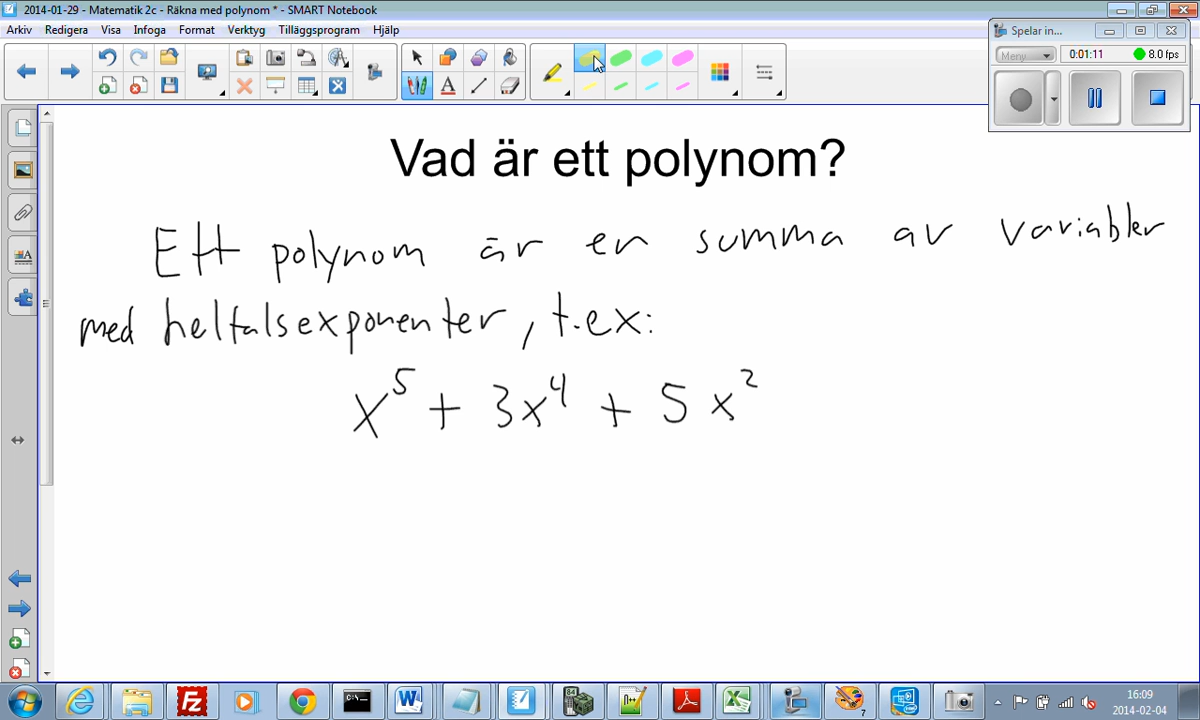 2014-01-29 - Matematik 2c - Räkna med polynom * - SMART Notebook
Arkiv Redigera Visa Infoga Format Verktyg Tilläggsprogram Hjälp
Spelar in...
Meny 0:01:11 8.0 fps
Vad är ett polynom?
Ett polynom är en summa av variabler
med heltalsexponenter, t.ex:
x⁵ + 3x⁴ + 5x²
16:09
2014-02-04